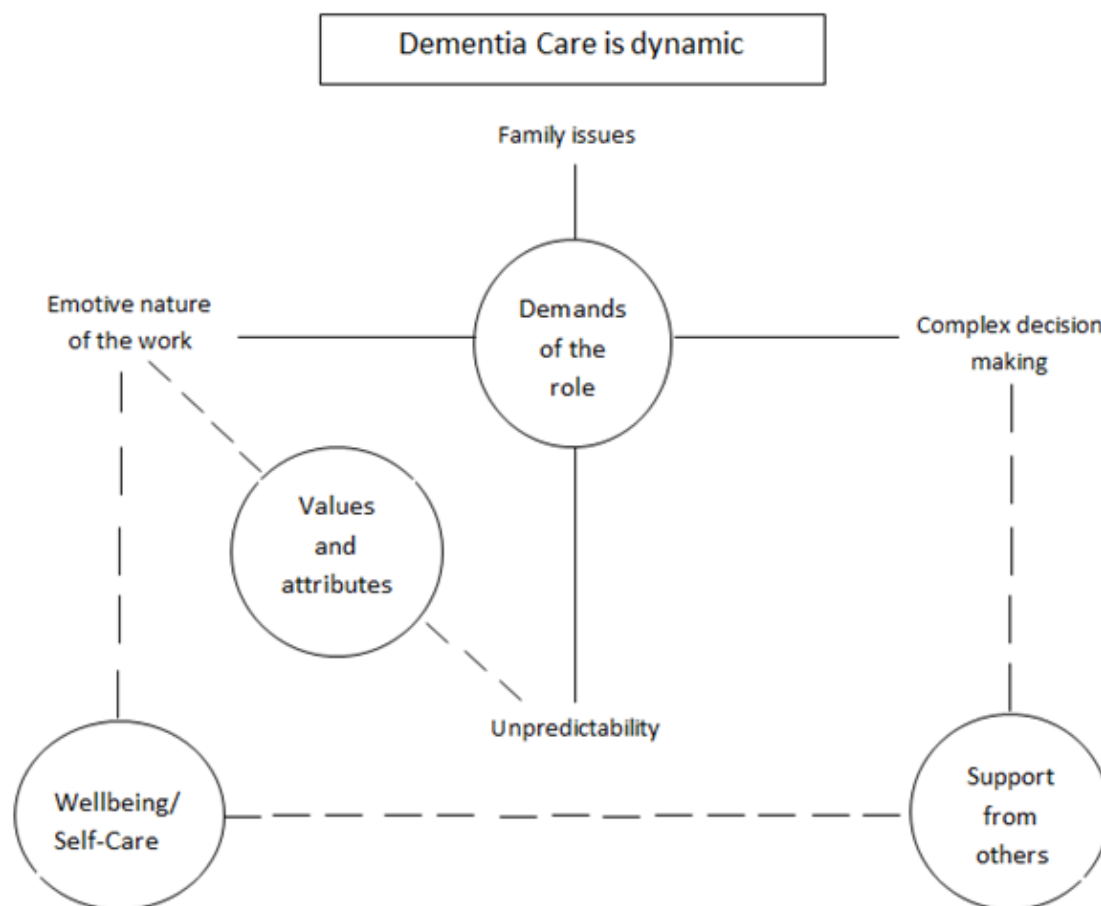 Dementia Care is dynamic
Family issues
Emotive nature
of the work
Demands
of the
role
Complex decision
making
Values
and
attributes
Unpredictability
Wellbeing/
Self-Care
Support
from
others